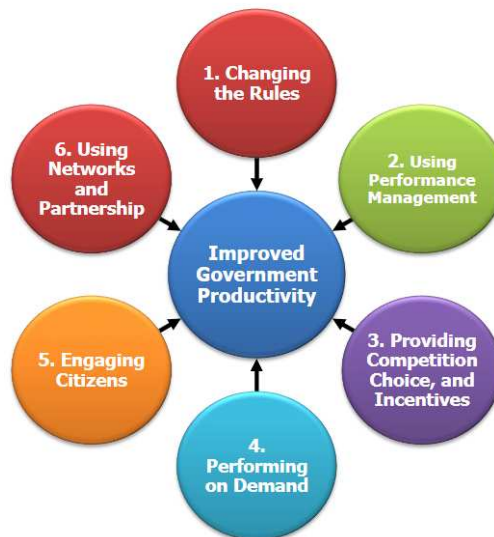 1. Changing
the Rules
2. Using
Performance
Management
3. Providing
Competition
Choice, and
Incentives
4.
Performing
on Demand
5. Engaging
Citizens
6. Using
Networks
and
Partnership
Improved
Government
Productivity